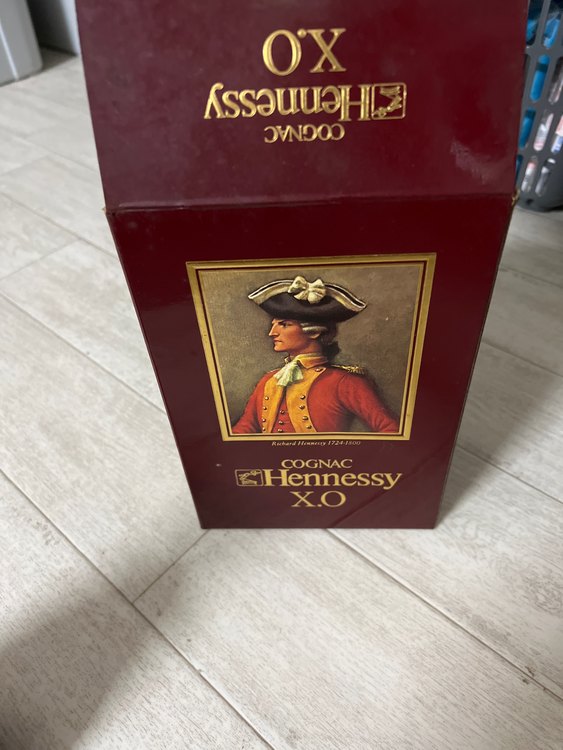 X.O
Hennessy
COGNAC
Richard Hennessy 1724-1800
COGNAC
Hennessy
X.O